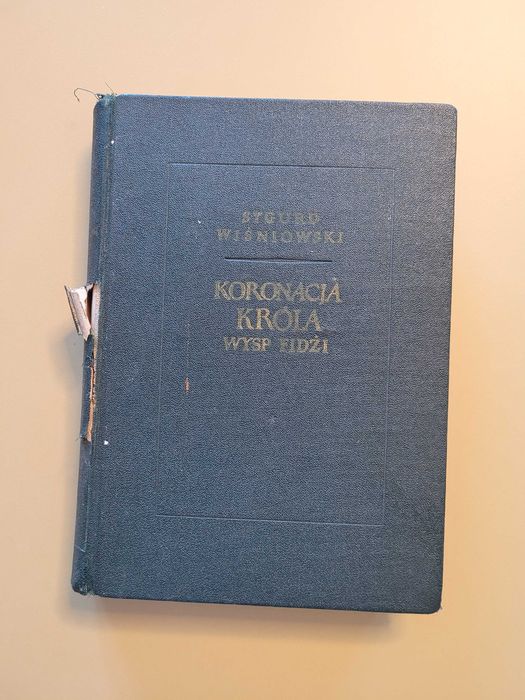 SYGURD
WIŚNIOWSKI
KORONACJA
KRÓLA
WYSP FIDŻI